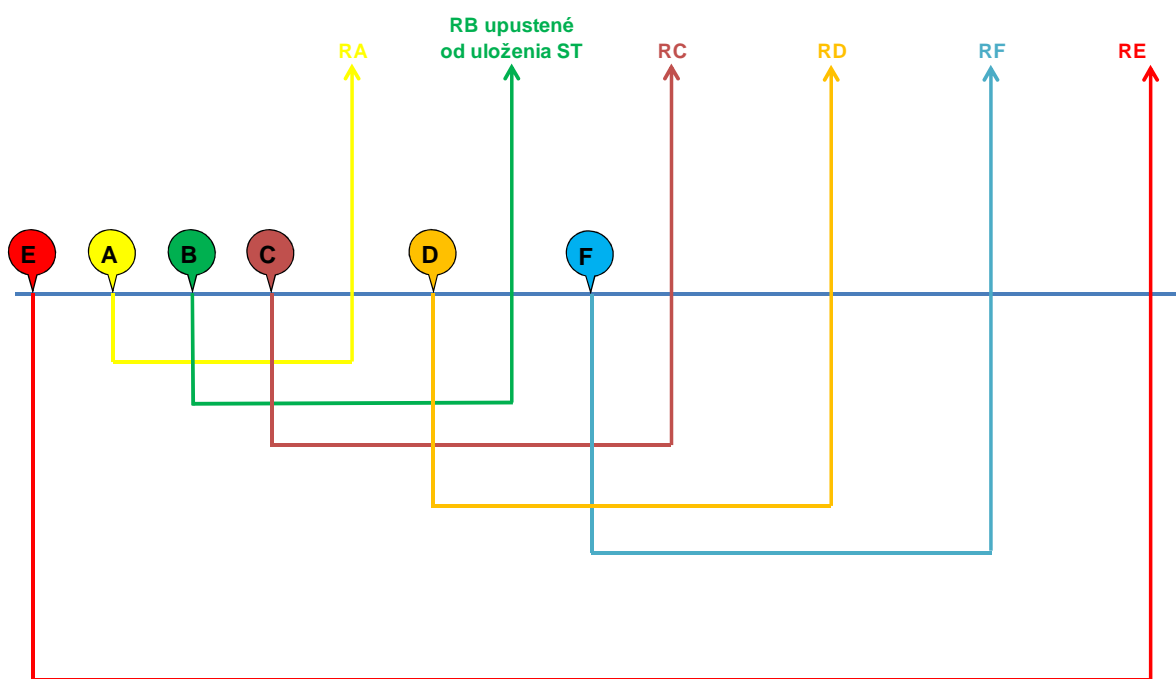 RB upustené
od uloženia ST
RA
RC
RD
RF
RE
E
A
B
C
D
F